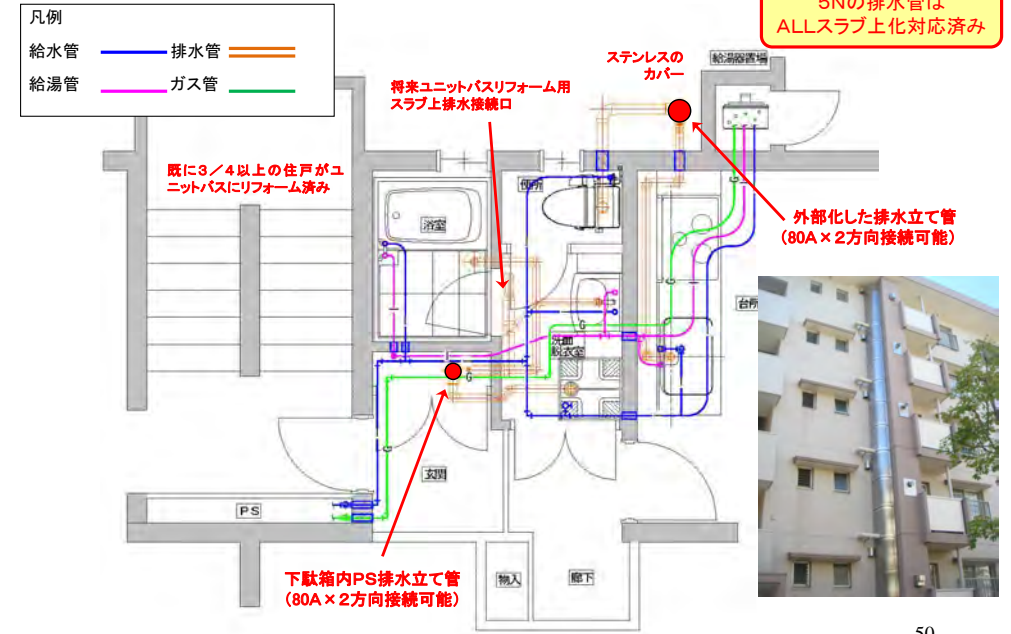 5Nの排水管は
ALLスラブ上化対応済み
凡例
給水管
排水管
給湯管
ガス管
ステンレスの
カバー
給湯器置場
将来ユニットバスリフォーム用
スラブ上排水接続口
既に3/4以上の住戸がユ
ニットバスにリフォーム済み
便所
浴室
外部化した排水立て管
(80A×2方向接続可能)
台所
洗面
脱衣室
G
G
G
G
G
玄関
PS
下駄箱内PS排水立て管
(80A×2方向接続可能)
物入
廊下
50